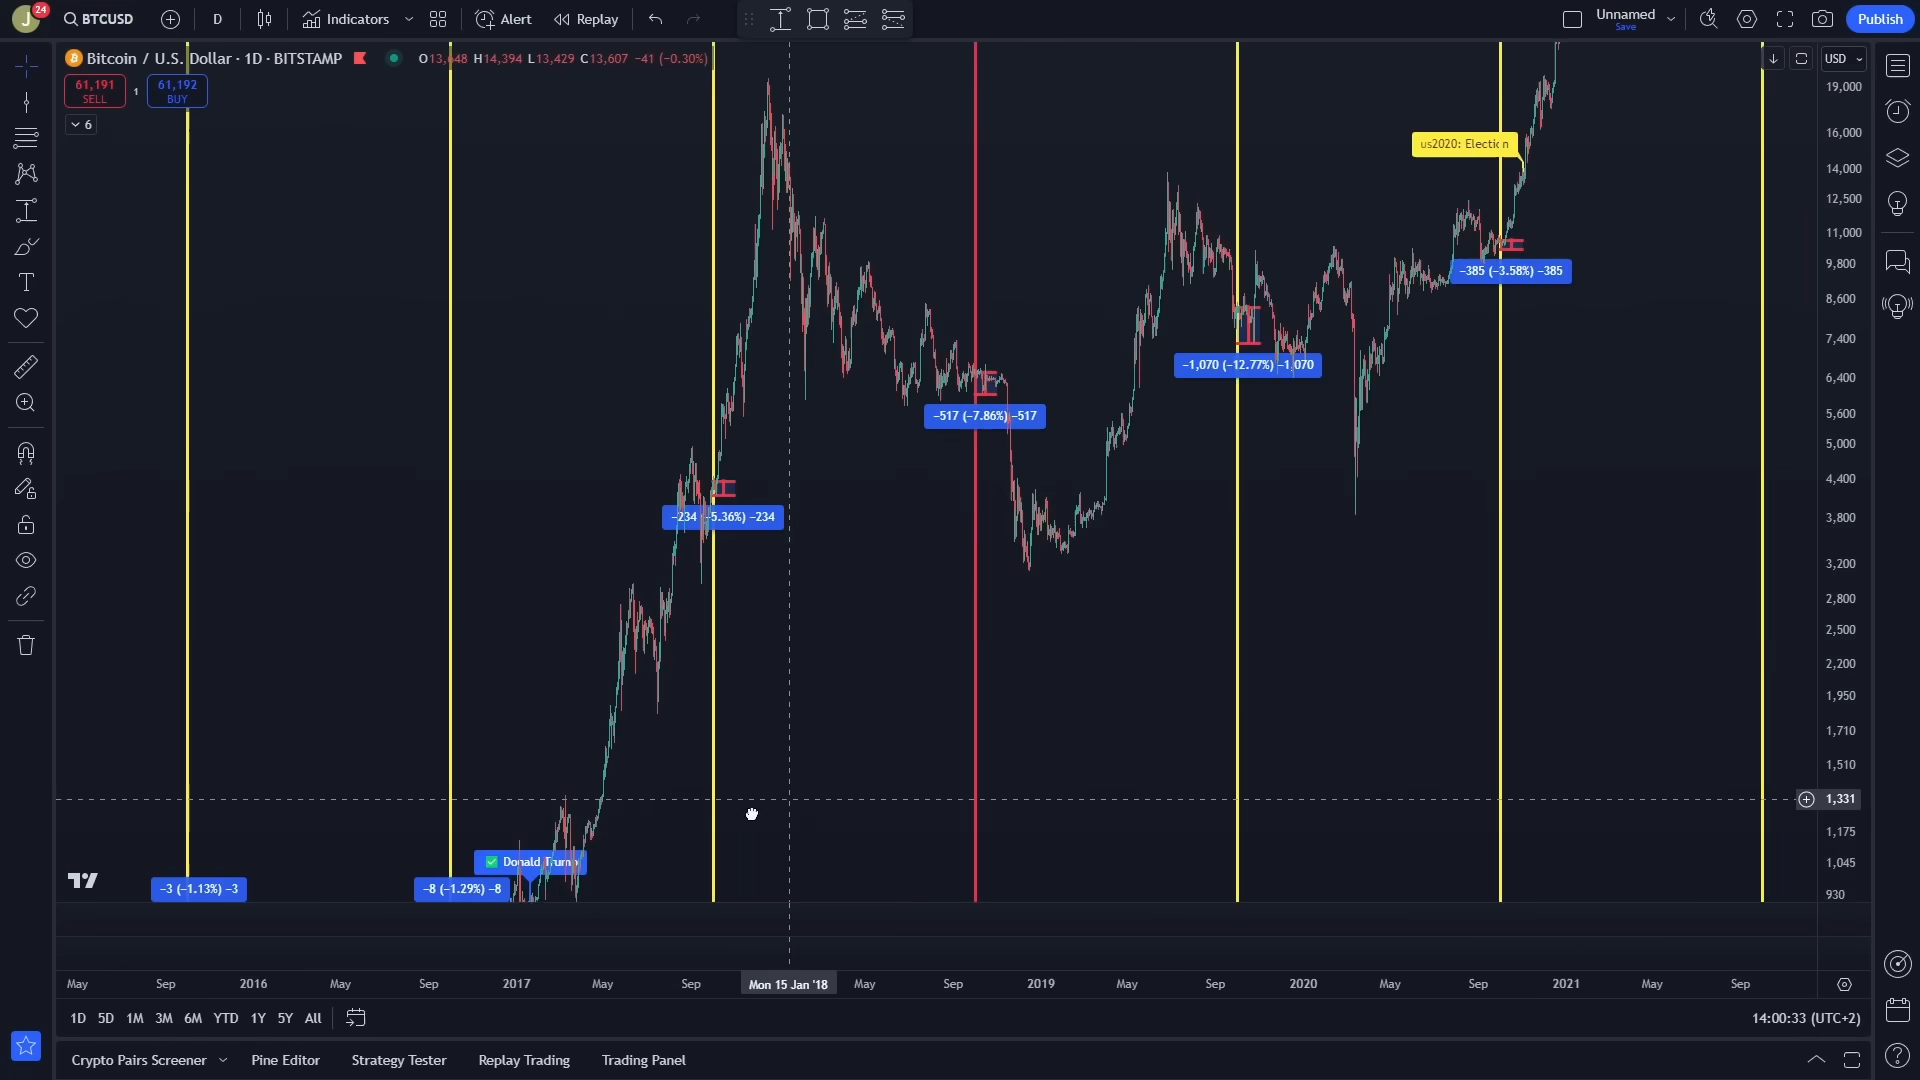 J 24 BTCUSD D Indicators Alert Replay Unnamed Save Publish
Bitcoin / U.S. Dollar · 1D · BITSTAMP O13,648 H14,394 L13,429 C13,607 −41 (−0.30%) USD
61,191 SELL 1 61,192 BUY
6
19,000
16,000
us2020: Election
14,000
12,500
11,000
9,800
−385 (−3.58%) −385
8,600
7,400
−1,070 (−12.77%) −1,070
6,400
−517 (−7.86%) −517
5,600
5,000
4,400
−234 (−5.36%) −234
3,800
3,200
2,800
2,500
2,200
1,950
1,710
1,510
1,331
1,175
✅ Donald Trump
1,045
−3 (−1.13%) −3 −8 (−1.29%) −8
930
May Sep 2016 May Sep 2017 May Sep Mon 15 Jan '18 May Sep 2019 May Sep 2020 May Sep 2021 May Sep
1D 5D 1M 3M 6M YTD 1Y 5Y All 14:00:33 (UTC+2)
Crypto Pairs Screener Pine Editor Strategy Tester Replay Trading Trading Panel